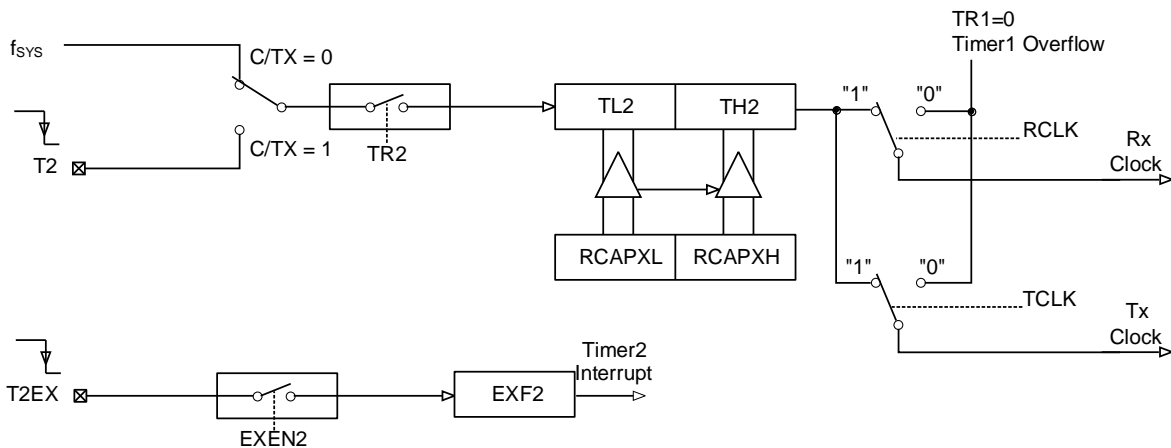 TR1=0
Timer1 Overflow
fSYS
C/TX = 0
"1"
"0"
TL2
TH2
RCLK
Rx
Clock
T2
C/TX = 1
TR2
RCAPXL
RCAPXH
"1"
"0"
TCLK
Tx
Clock
Timer2
Interrupt
T2EX
EXF2
EXEN2